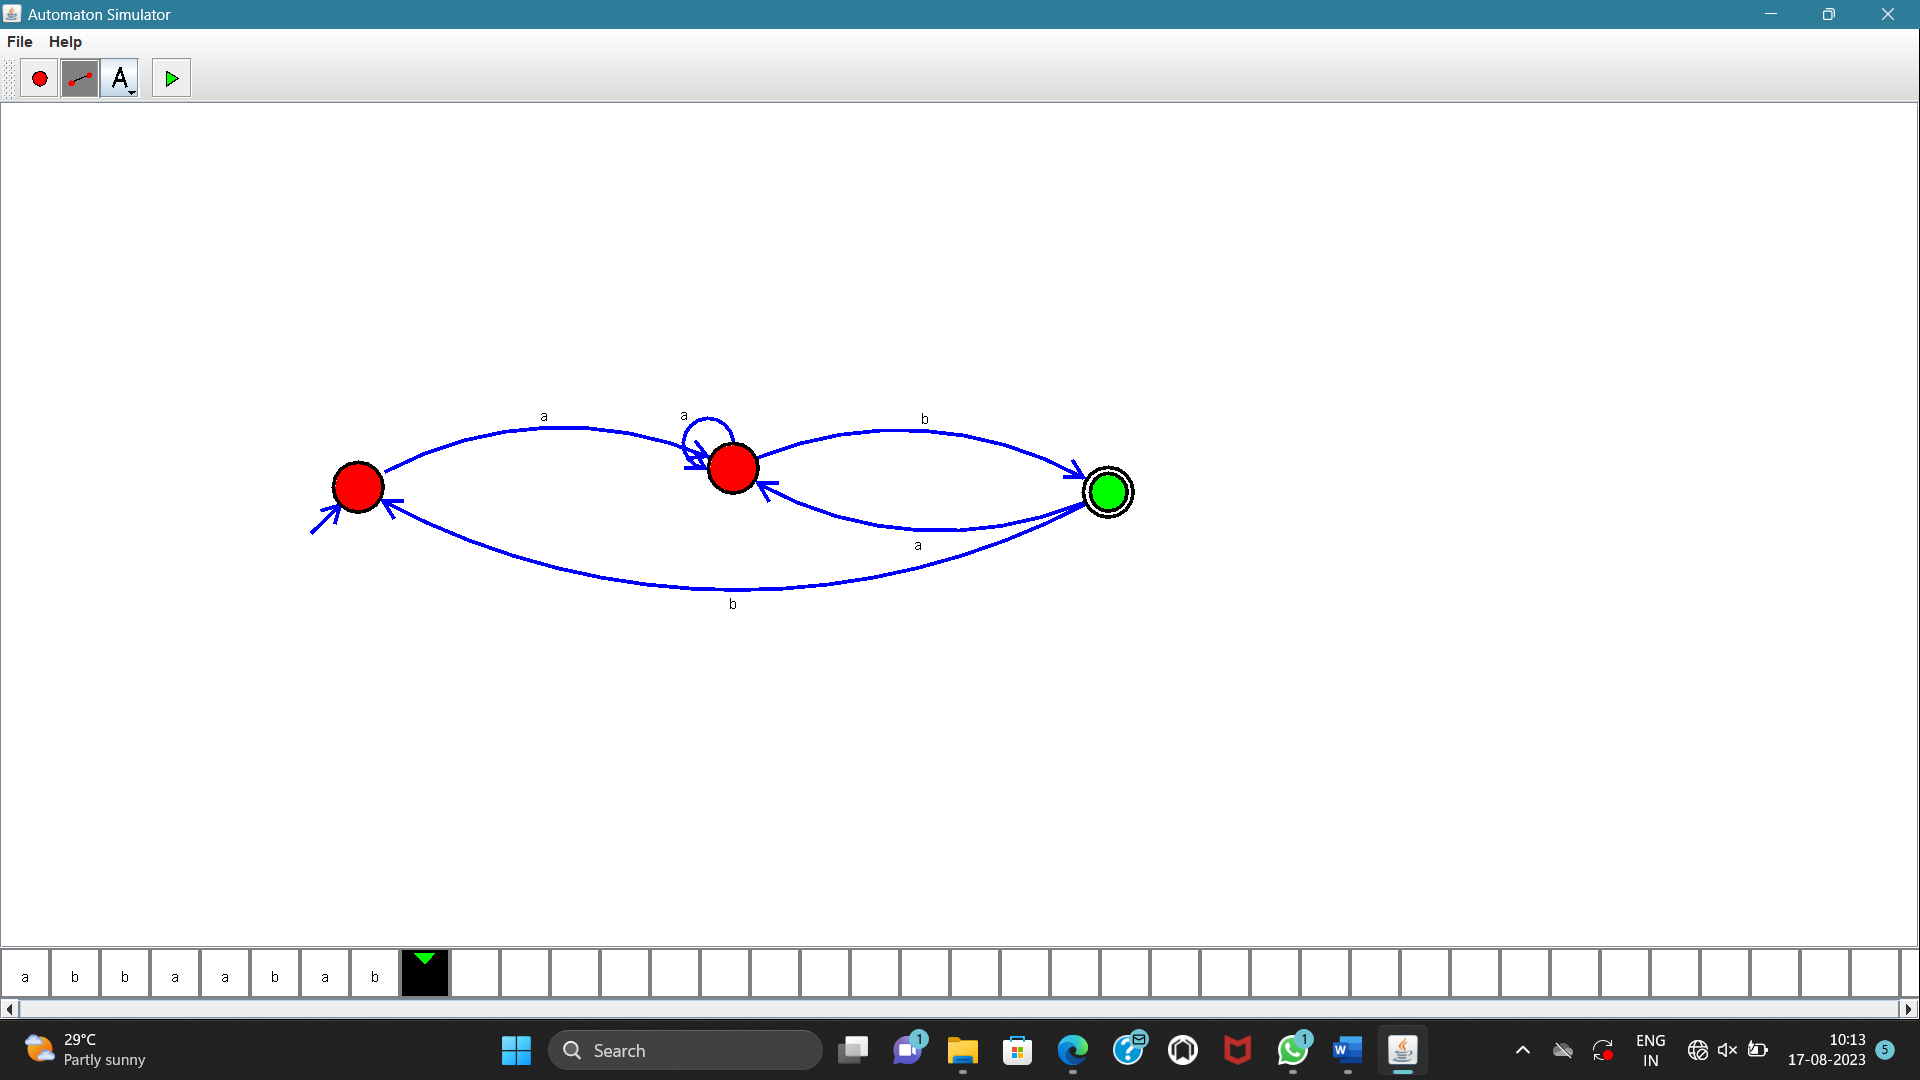 Automaton Simulator
File Help
A
a
a
b
a
b
a b b a a b a b
29°C
Partly sunny
Search
1
1
ENG
IN
10:13
17-08-2023
5